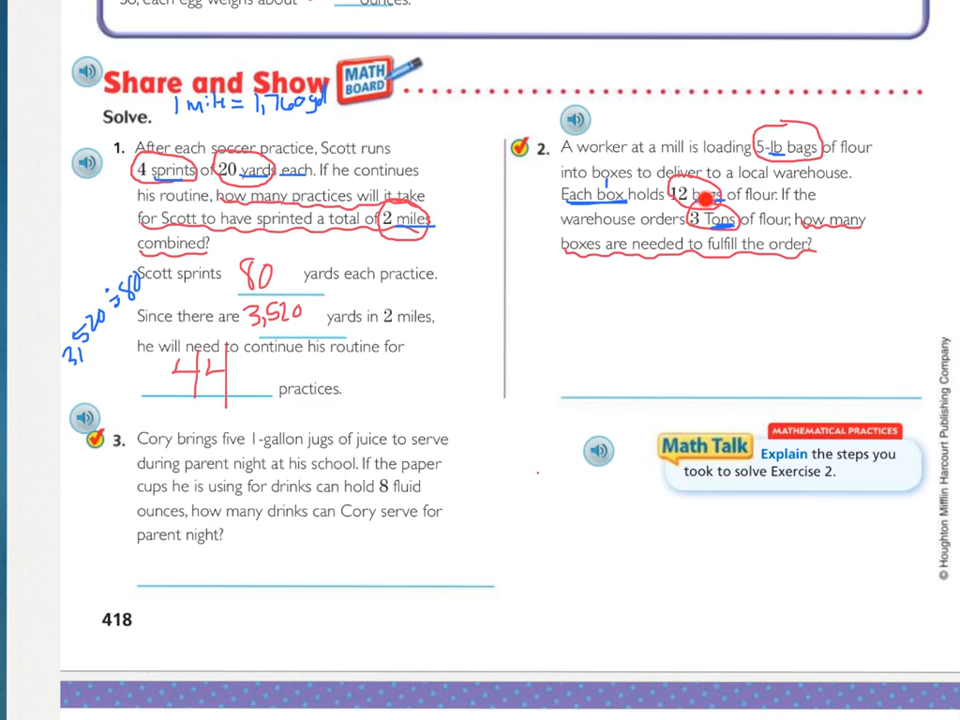 ounces.
Share and Show
MATH
BOARD
1 mile = 1,760 yd
Solve.
1. After each soccer practice, Scott runs
4 sprints of 20 yards each. If he continues
his routine, how many practices will it take
for Scott to have sprinted a total of 2 miles
combined?
Scott sprints 80 yards each practice.
Since there are 3,520 yards in 2 miles,
he will need to continue his routine for
44 practices.
3,520 ÷ 80
2. A worker at a mill is loading 5-lb bags of flour
into boxes to deliver to a local warehouse.
Each box holds 12 bags of flour. If the
warehouse orders 3 Tons of flour, how many
boxes are needed to fulfill the order?
MATHEMATICAL PRACTICES
Math Talk
Explain the steps you
took to solve Exercise 2.
3. Cory brings five 1-gallon jugs of juice to serve
during parent night at his school. If the paper
cups he is using for drinks can hold 8 fluid
ounces, how many drinks can Cory serve for
parent night?
418
© Houghton Mifflin Harcourt Publishing Company